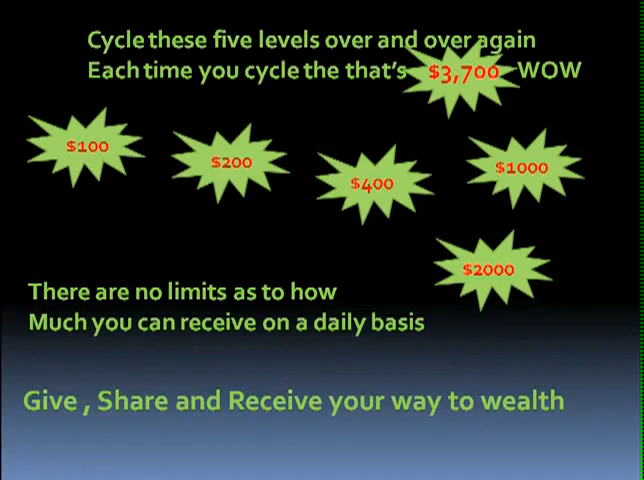 Cycle these five levels over and over again
Each time you cycle the that's $3,700 WOW
$100
$200
$400
$1000
$2000
There are no limits as to how
Much you can receive on a daily basis
Give , Share and Receive your way to wealth